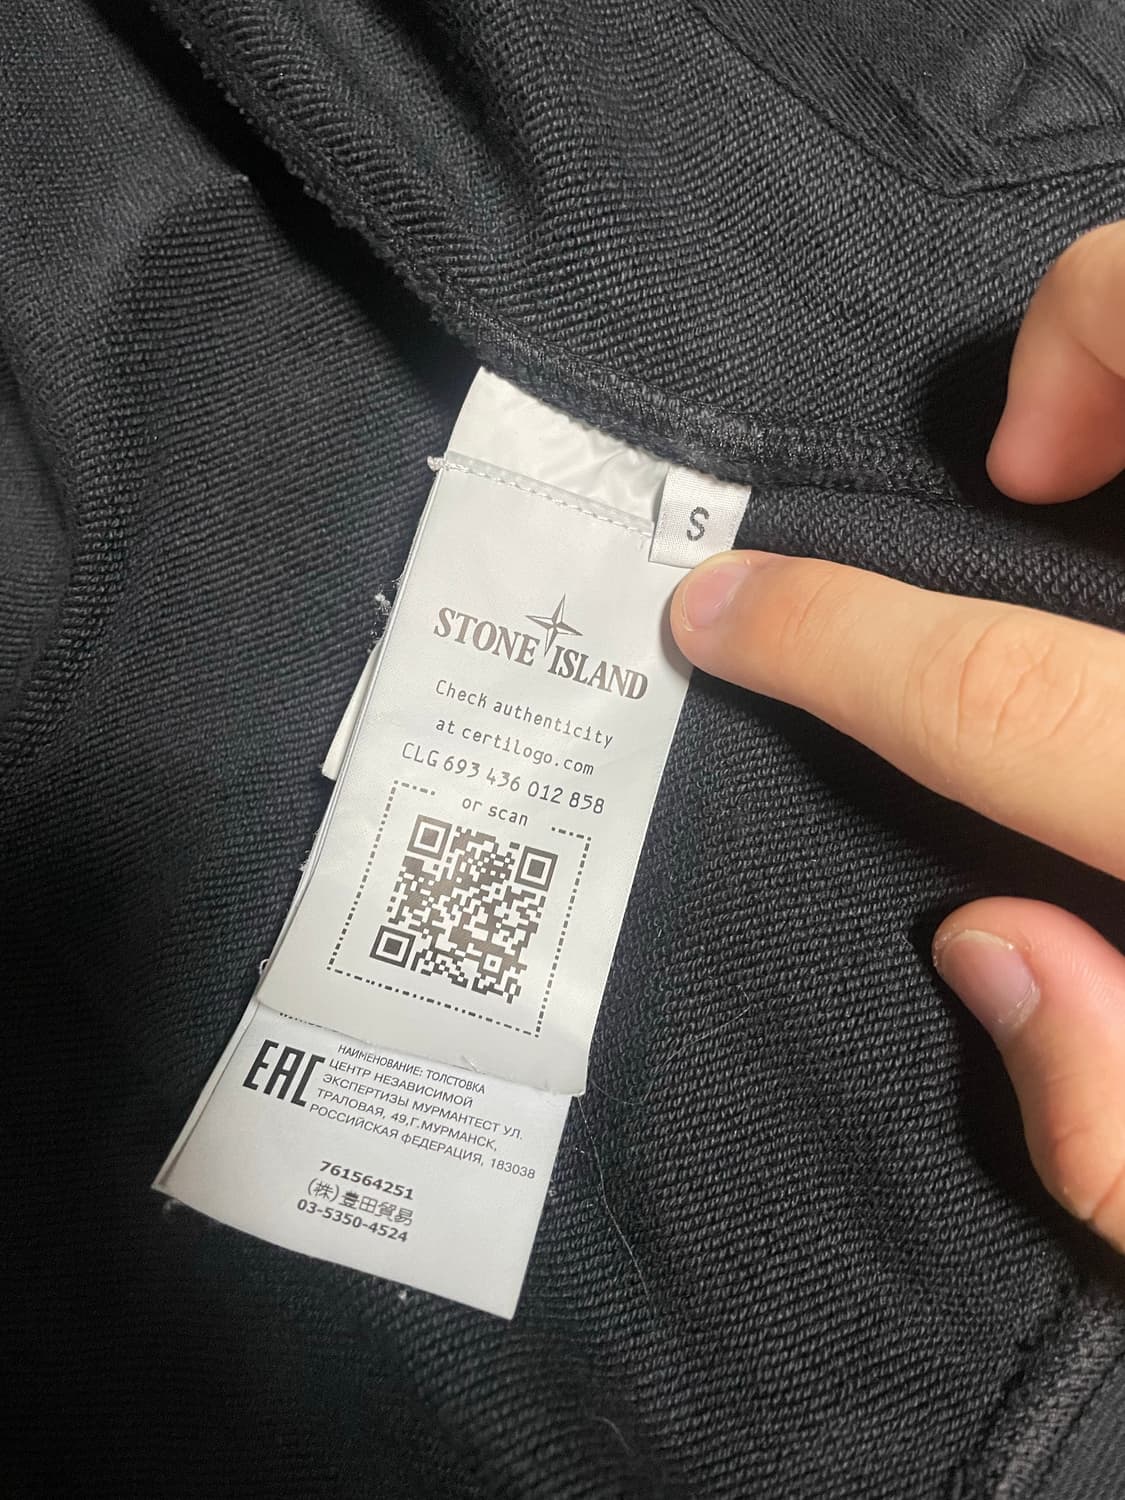 S
STONE ISLAND
Check authenticity
at certilogo.com
CLG 693 436 012 858
or scan
EAC
НАИМЕНОВАНИЕ: ТОЛСТОВКА
ЦЕНТР НЕЗАВИСИМОЙ
ЭКСПЕРТИЗЫ МУРМАНТЕСТ УЛ.
ТРАЛОВАЯ, 49,Г.МУРМАНСК,
РОССИЙСКАЯ ФЕДЕРАЦИЯ, 183038
761564251
(株)豊田貿易
03-5350-4524